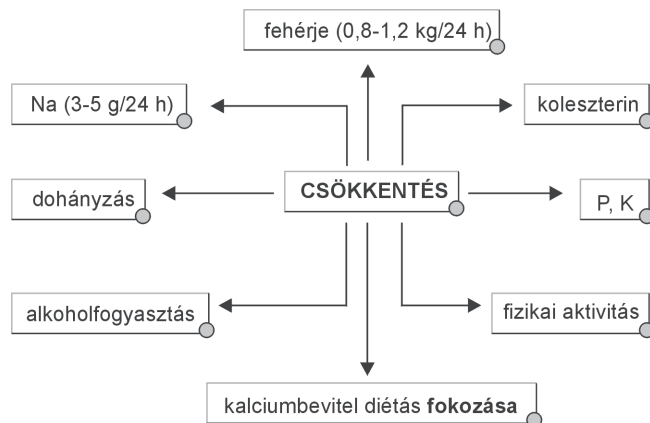 fehérje (0,8-1,2 kg/24 h)
Na (3-5 g/24 h)
koleszterin
dohányzás
CSÖKKENTÉS
P, K
alkoholfogyasztás
fizikai aktivitás
kalciumbevitel diétás fokozása